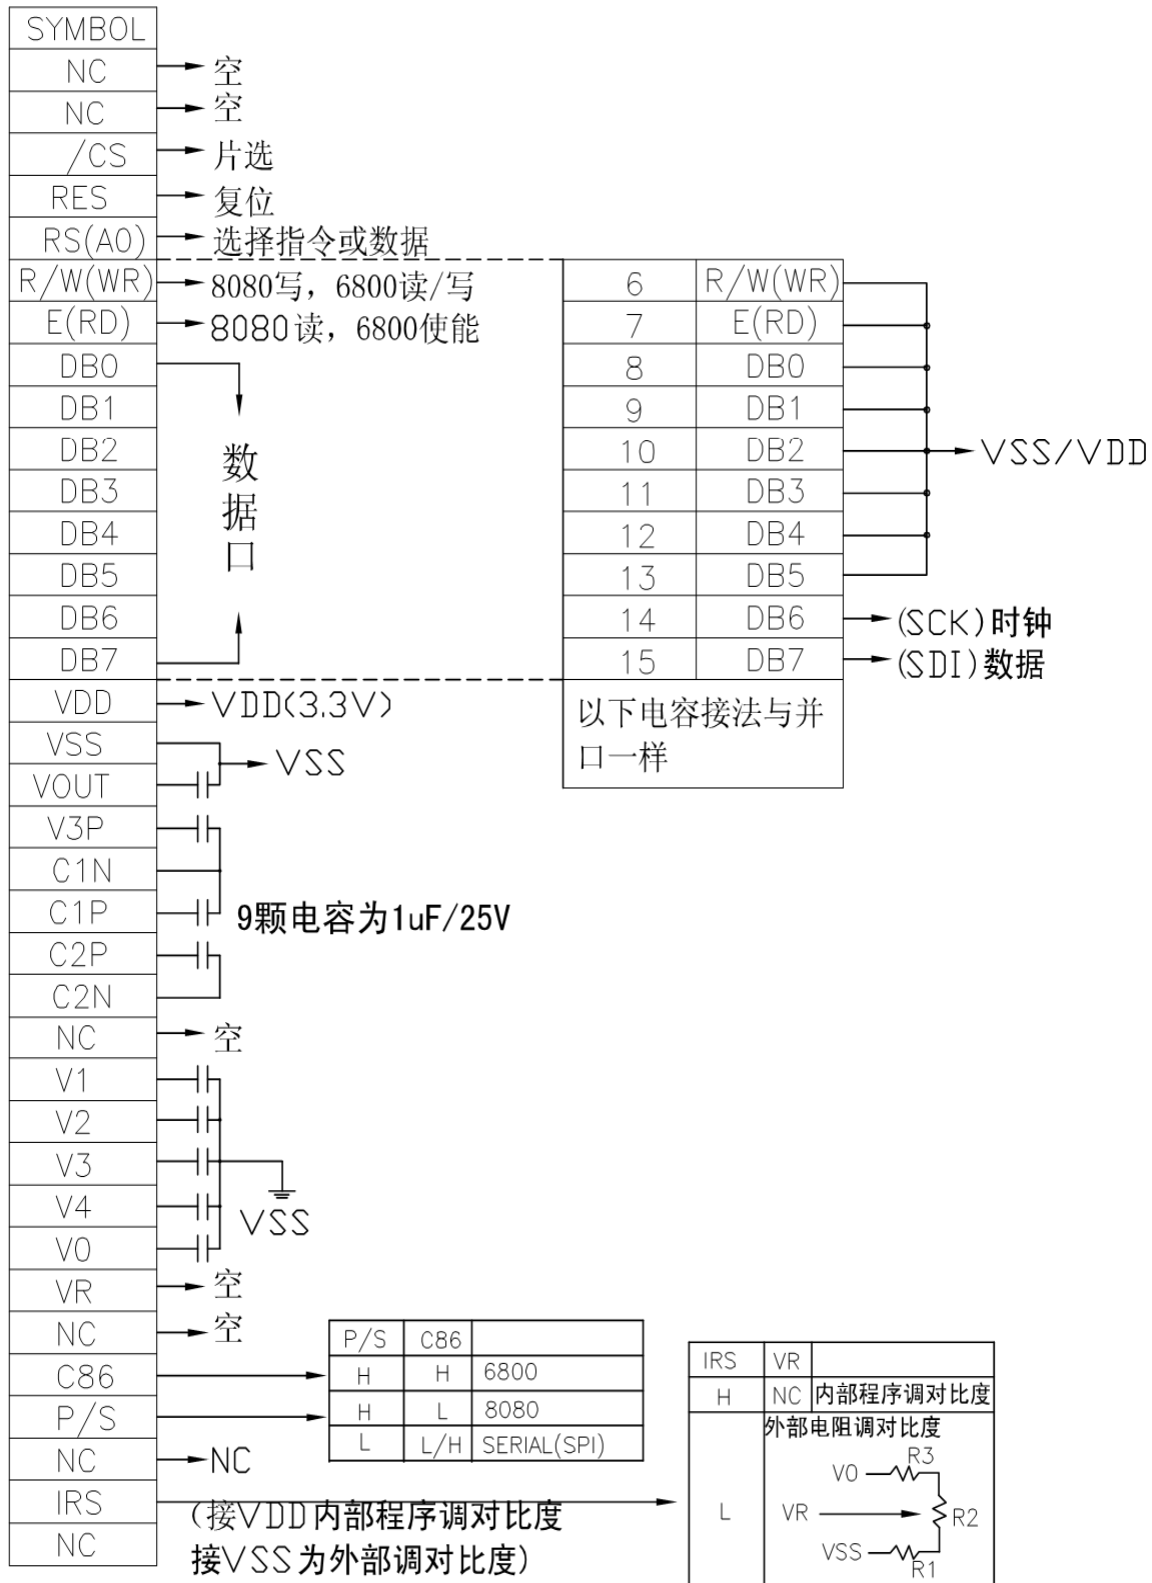 SYMBOL
NC 空
NC 空
/CS 片选
RES 复位
RS(A0) 选择指令或数据
R/W(WR) 8080写，6800读/写
E(RD) 8080读，6800使能
DB0
DB1
DB2
DB3
DB4
DB5
DB6
DB7
数
据
口
6 R/W(WR)
7 E(RD)
8 DB0
9 DB1
10 DB2 VSS/VDD
11 DB3
12 DB4
13 DB5
14 DB6 (SCK)时钟
15 DB7 (SDI)数据
以下电容接法与并
口一样
VDD VDD(3.3V)
VSS
VSS
VOUT
V3P
C1N
C1P 9颗电容为1uF/25V
C2P
C2N
NC 空
V1
V2
V3
V4
VSS
V0
VR 空
NC 空
C86
P/S
NC NC
IRS (接VDD内部程序调对比度
NC 接VSS为外部调对比度)
P/S C86
H H 6800
H L 8080
L L/H SERIAL(SPI)
IRS VR
H NC 内部程序调对比度
外部电阻调对比度
V0 R3
L VR R2
VSS R1